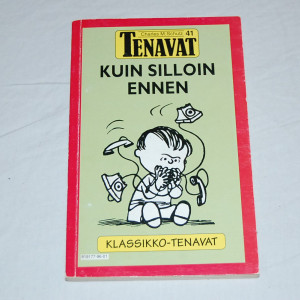 Charles M. Schulz 41
TENAVAT
KUIN SILLOIN
ENNEN
KLASSIKKO-TENAVAT